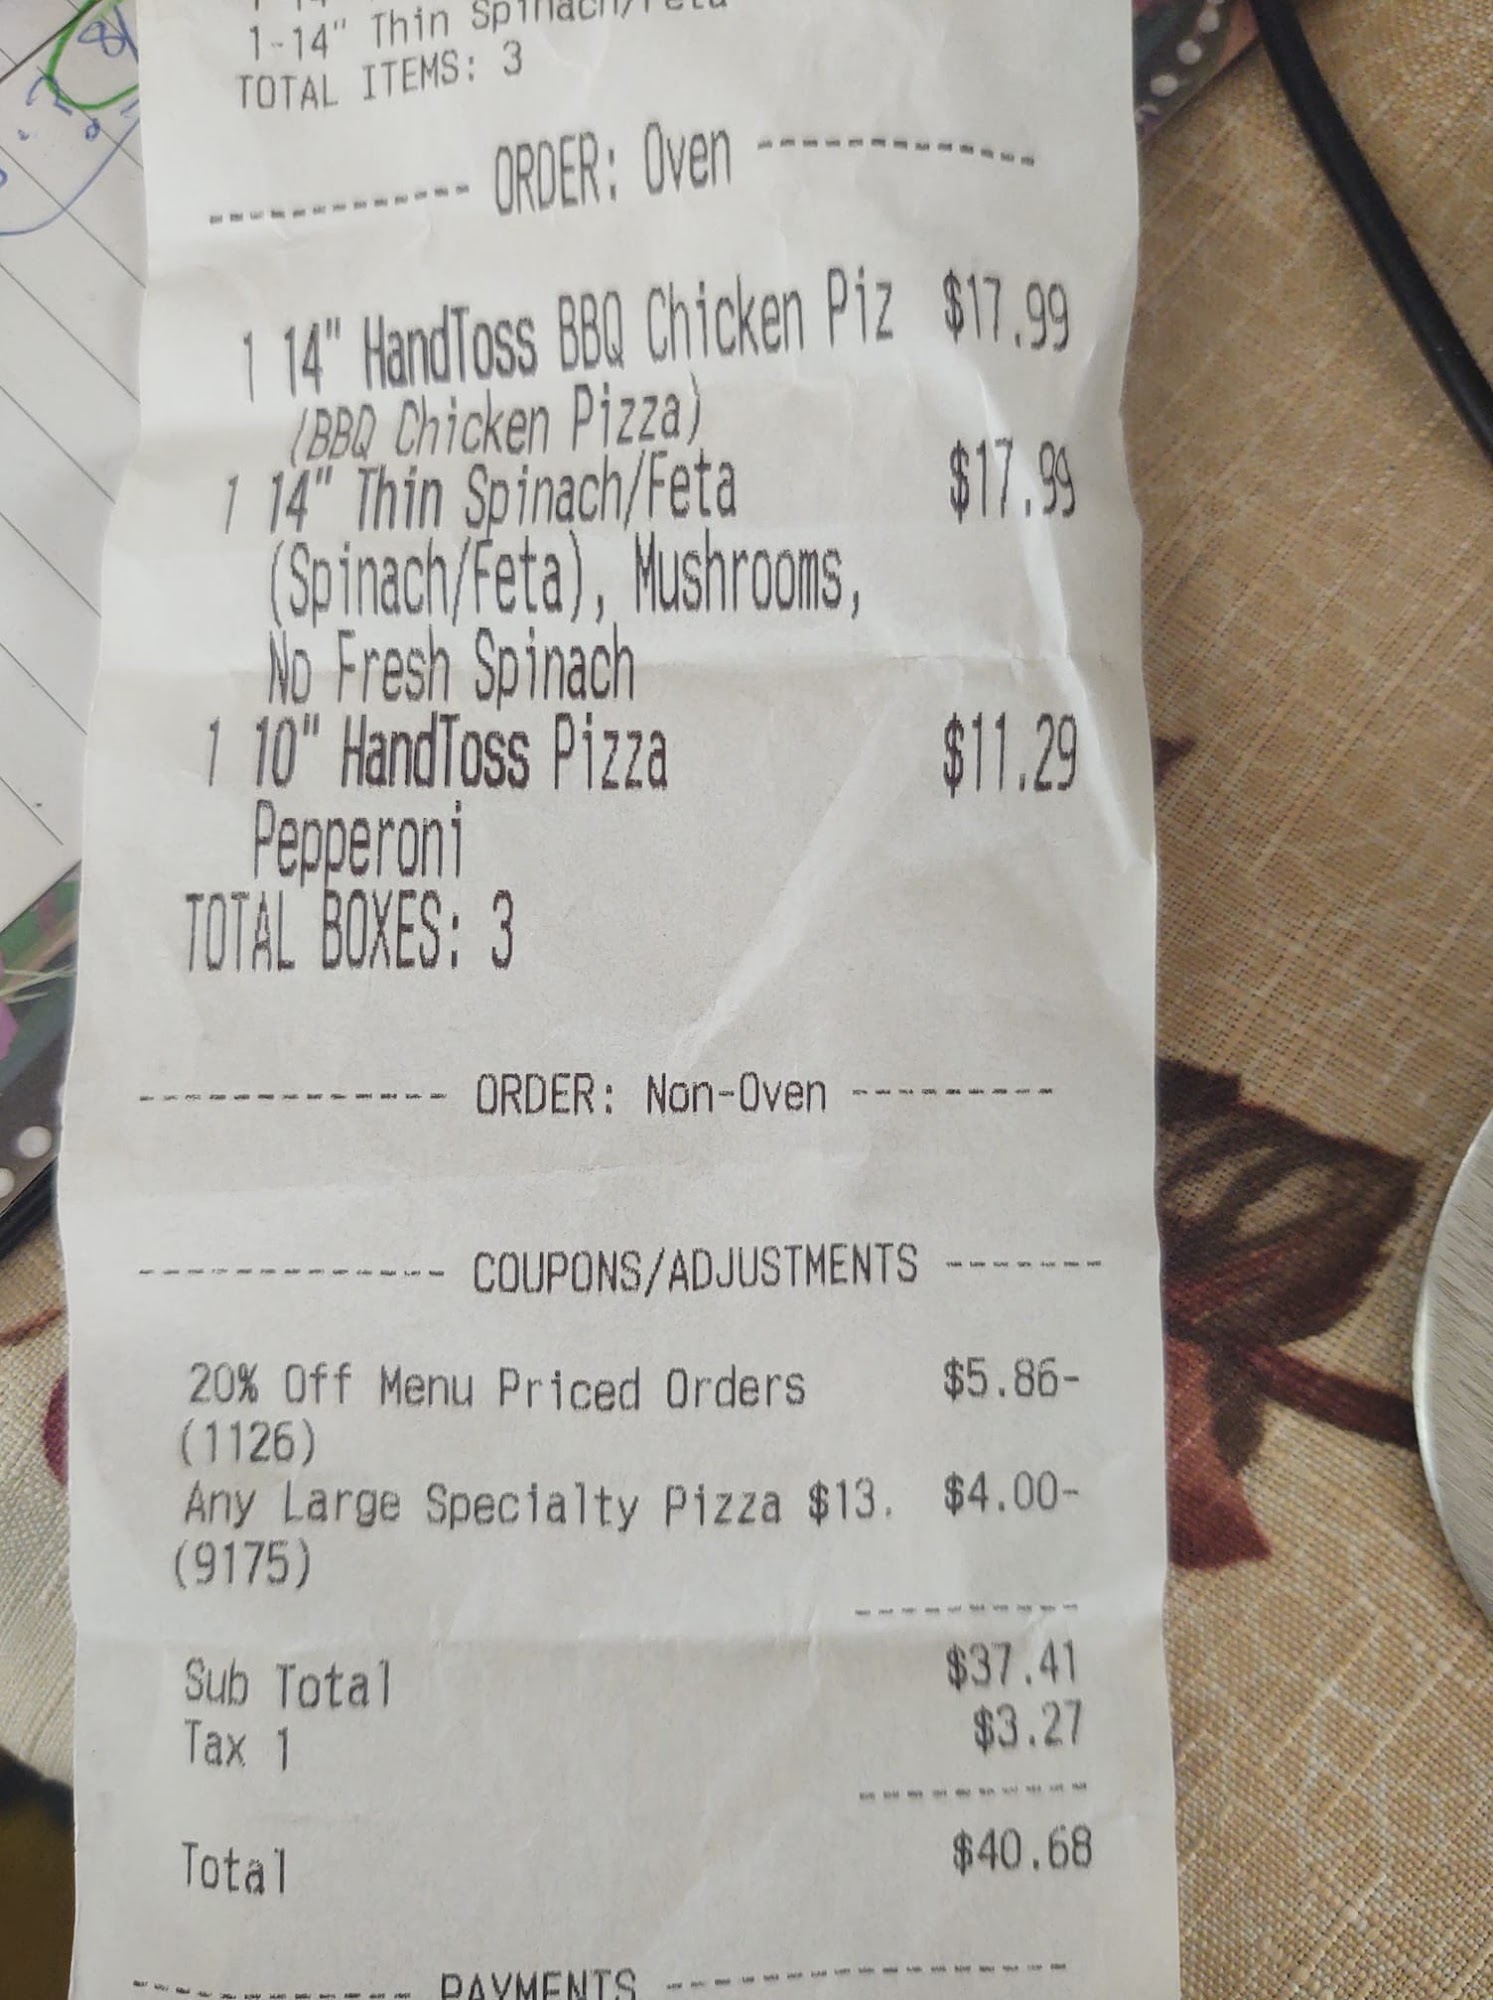 1-14" Thin Spinach/Feta
TOTAL ITEMS: 3
------------ ORDER: Oven -------------
1 14" HandToss BBQ Chicken Piz $17.99
(BBQ Chicken Pizza)
1 14" Thin Spinach/Feta $17.99
(Spinach/Feta), Mushrooms,
No Fresh Spinach
1 10" HandToss Pizza $11.29
Pepperoni
TOTAL BOXES: 3
------------- ORDER: Non-Oven ---------
------------- COUPONS/ADJUSTMENTS -------
20% Off Menu Priced Orders $5.86-
(1126)
Any Large Specialty Pizza $13. $4.00-
(9175)
----------
Sub Total $37.41
Tax 1 $3.27
----------
Total $40.68
------------ PAYMENTS -----------------